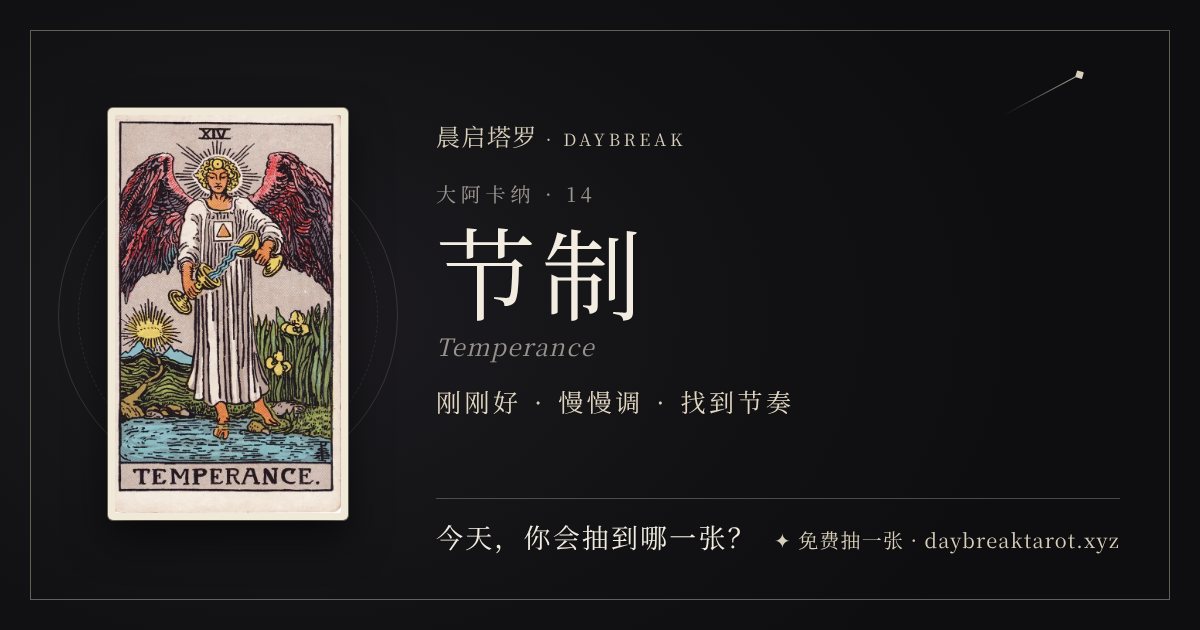 XIV
TEMPERANCE.
晨启塔罗 · DAYBREAK
大阿卡纳 · 14
节制
Temperance
刚刚好 · 慢慢调 · 找到节奏
今天，你会抽到哪一张？
✦ 免费抽一张 · daybreaktarot.xyz